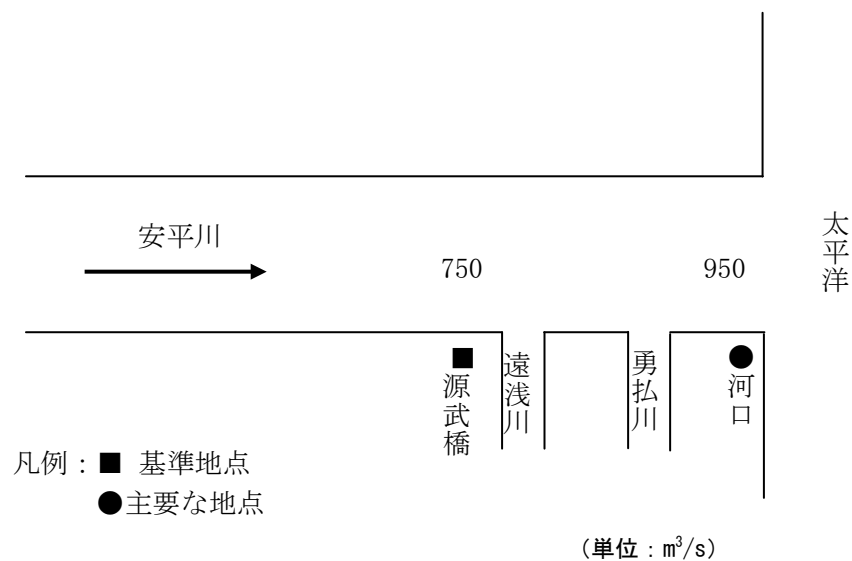 安平川
750
950
太平洋
源武橋
遠浅川
勇払川
河口
凡例：■ 基準地点
●主要な地点
（単位：m³/s）